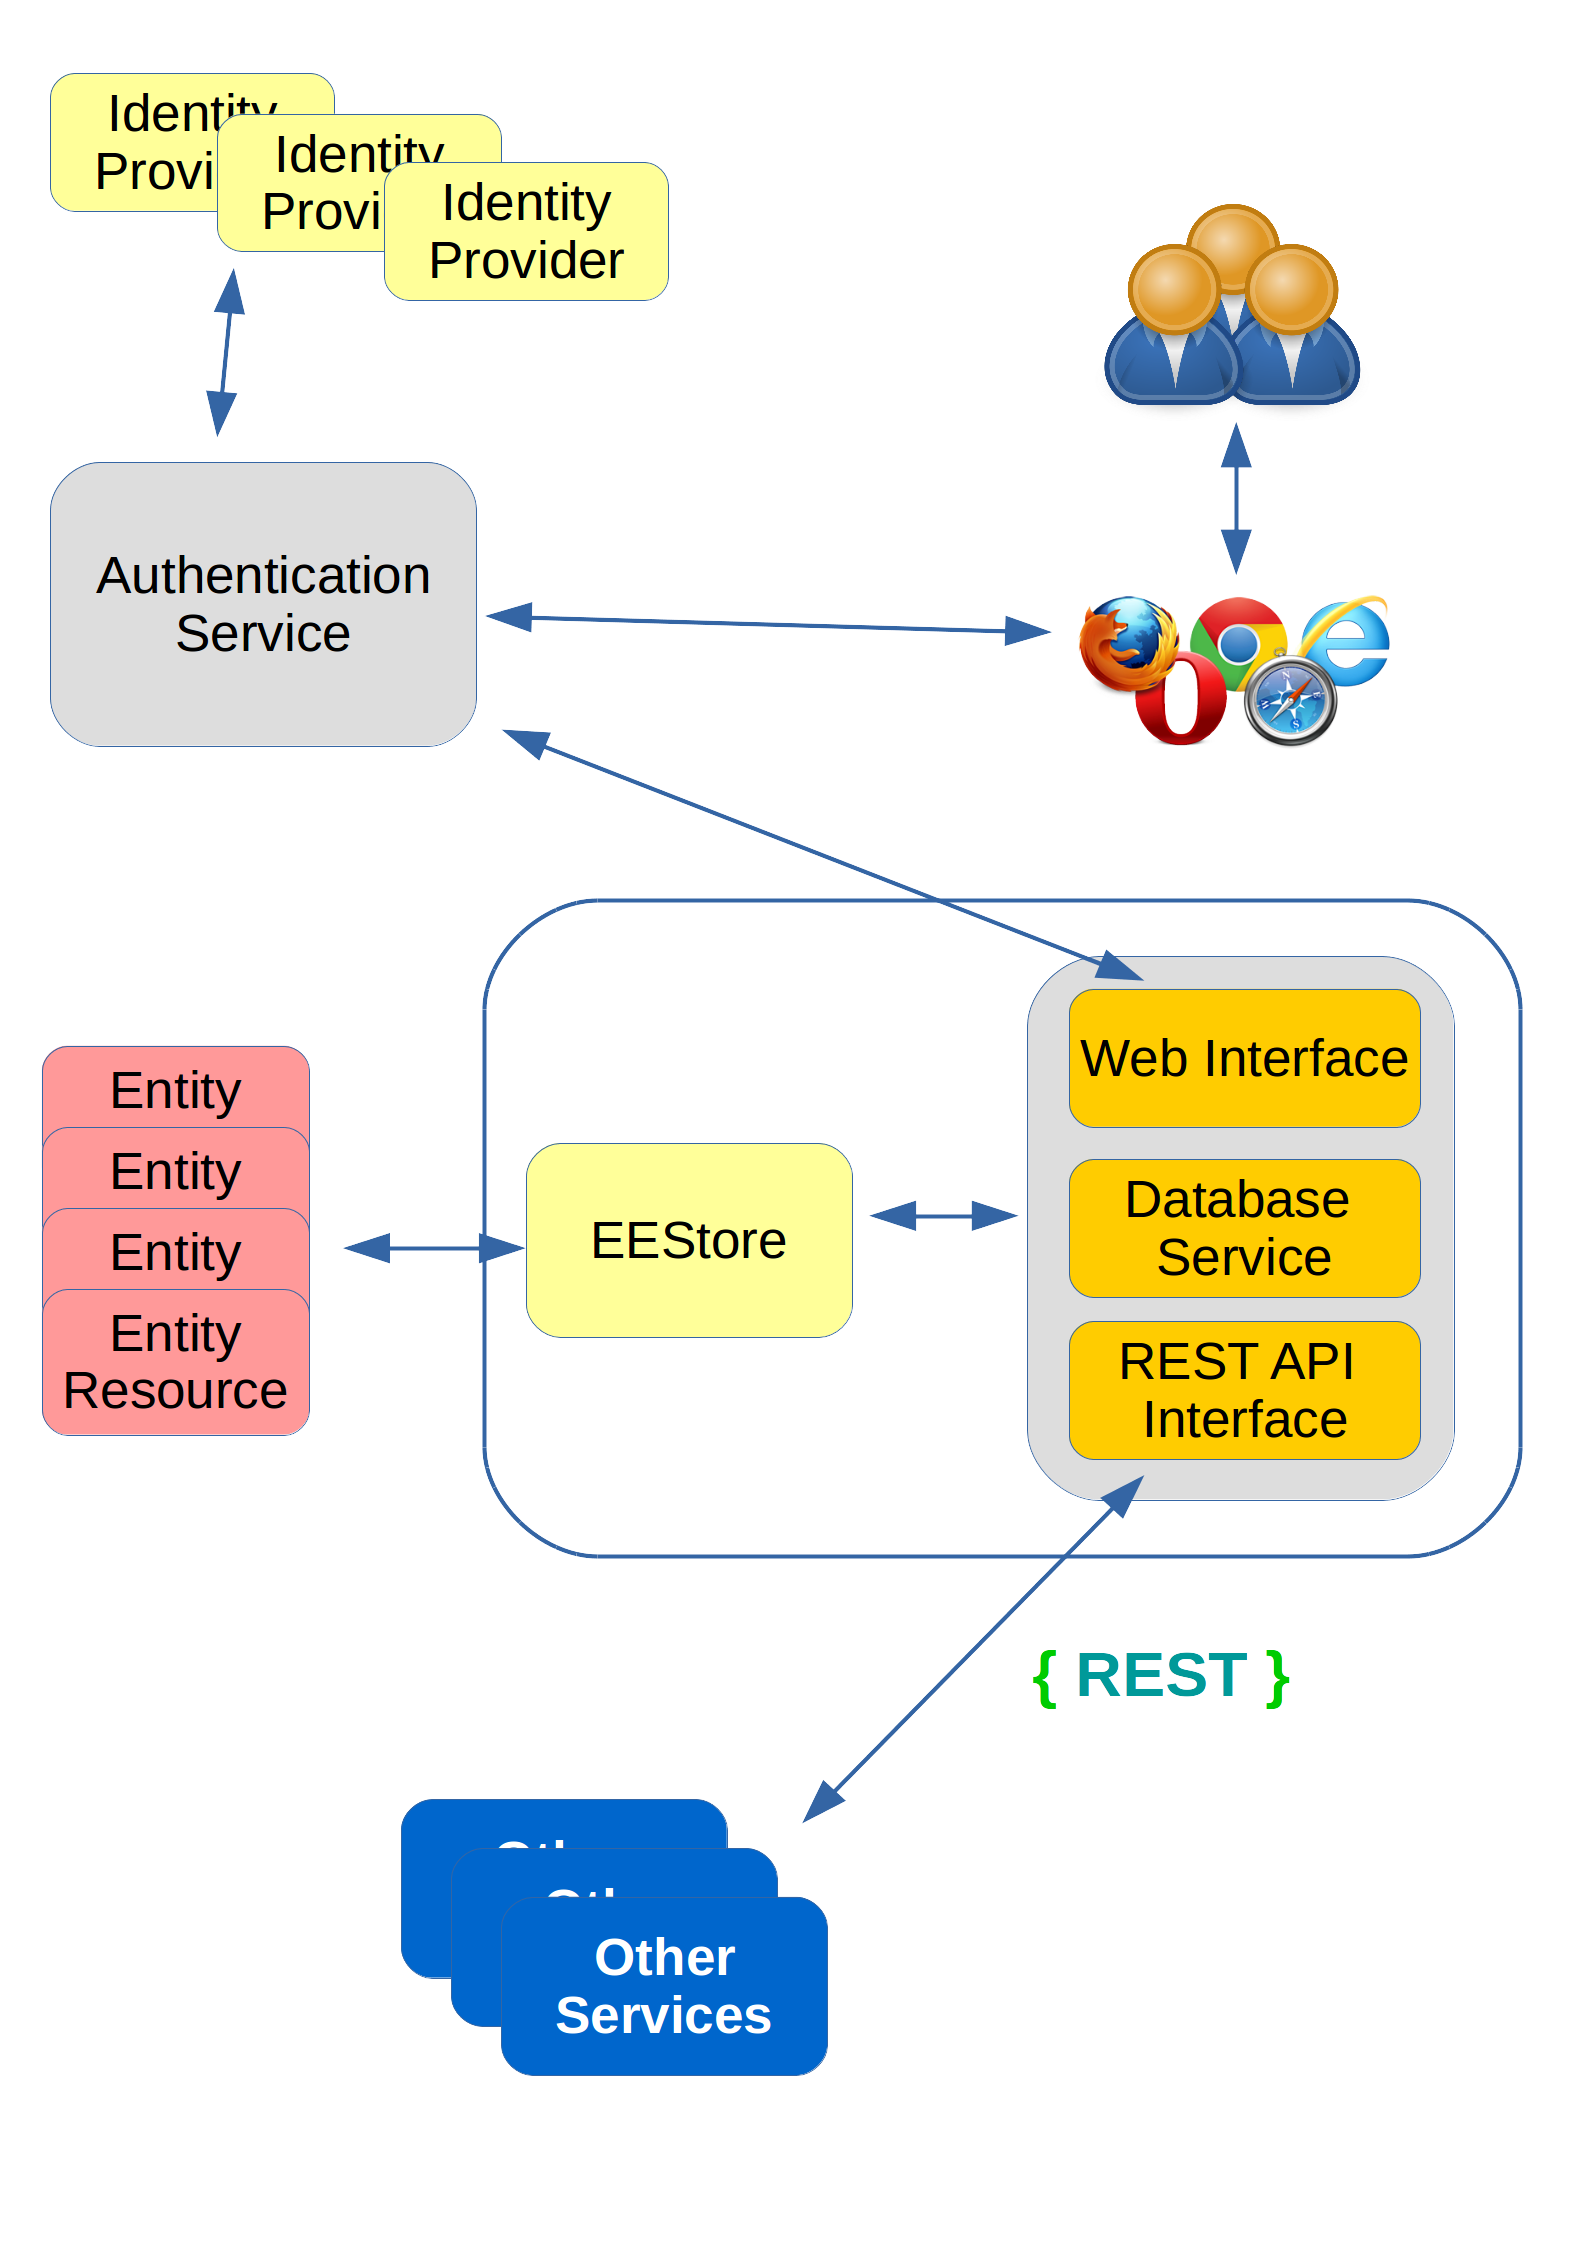 Identity
Provi
Identity
Provi
Identity
Provider
Authentication
Service
Web Interface
Entity
Entity
Database
Service
EEStore
Entity
Entity
Resource
REST API
Interface
{ REST }
Other
Services